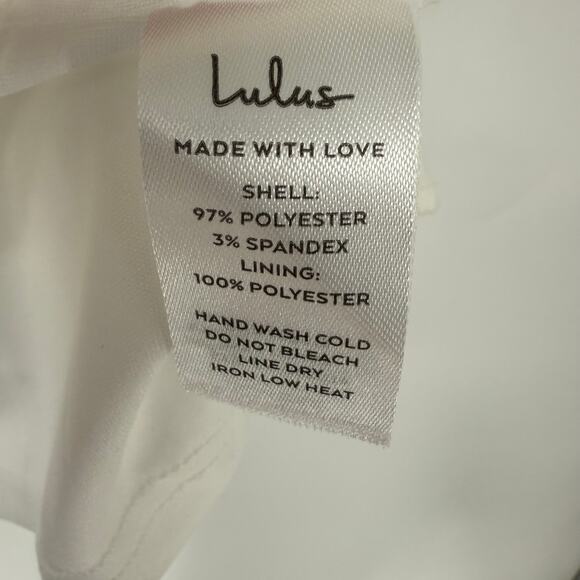 Lulus
MADE WITH LOVE
SHELL:
97% POLYESTER
3% SPANDEX
LINING:
100% POLYESTER
HAND WASH COLD
DO NOT BLEACH
LINE DRY
IRON LOW HEAT